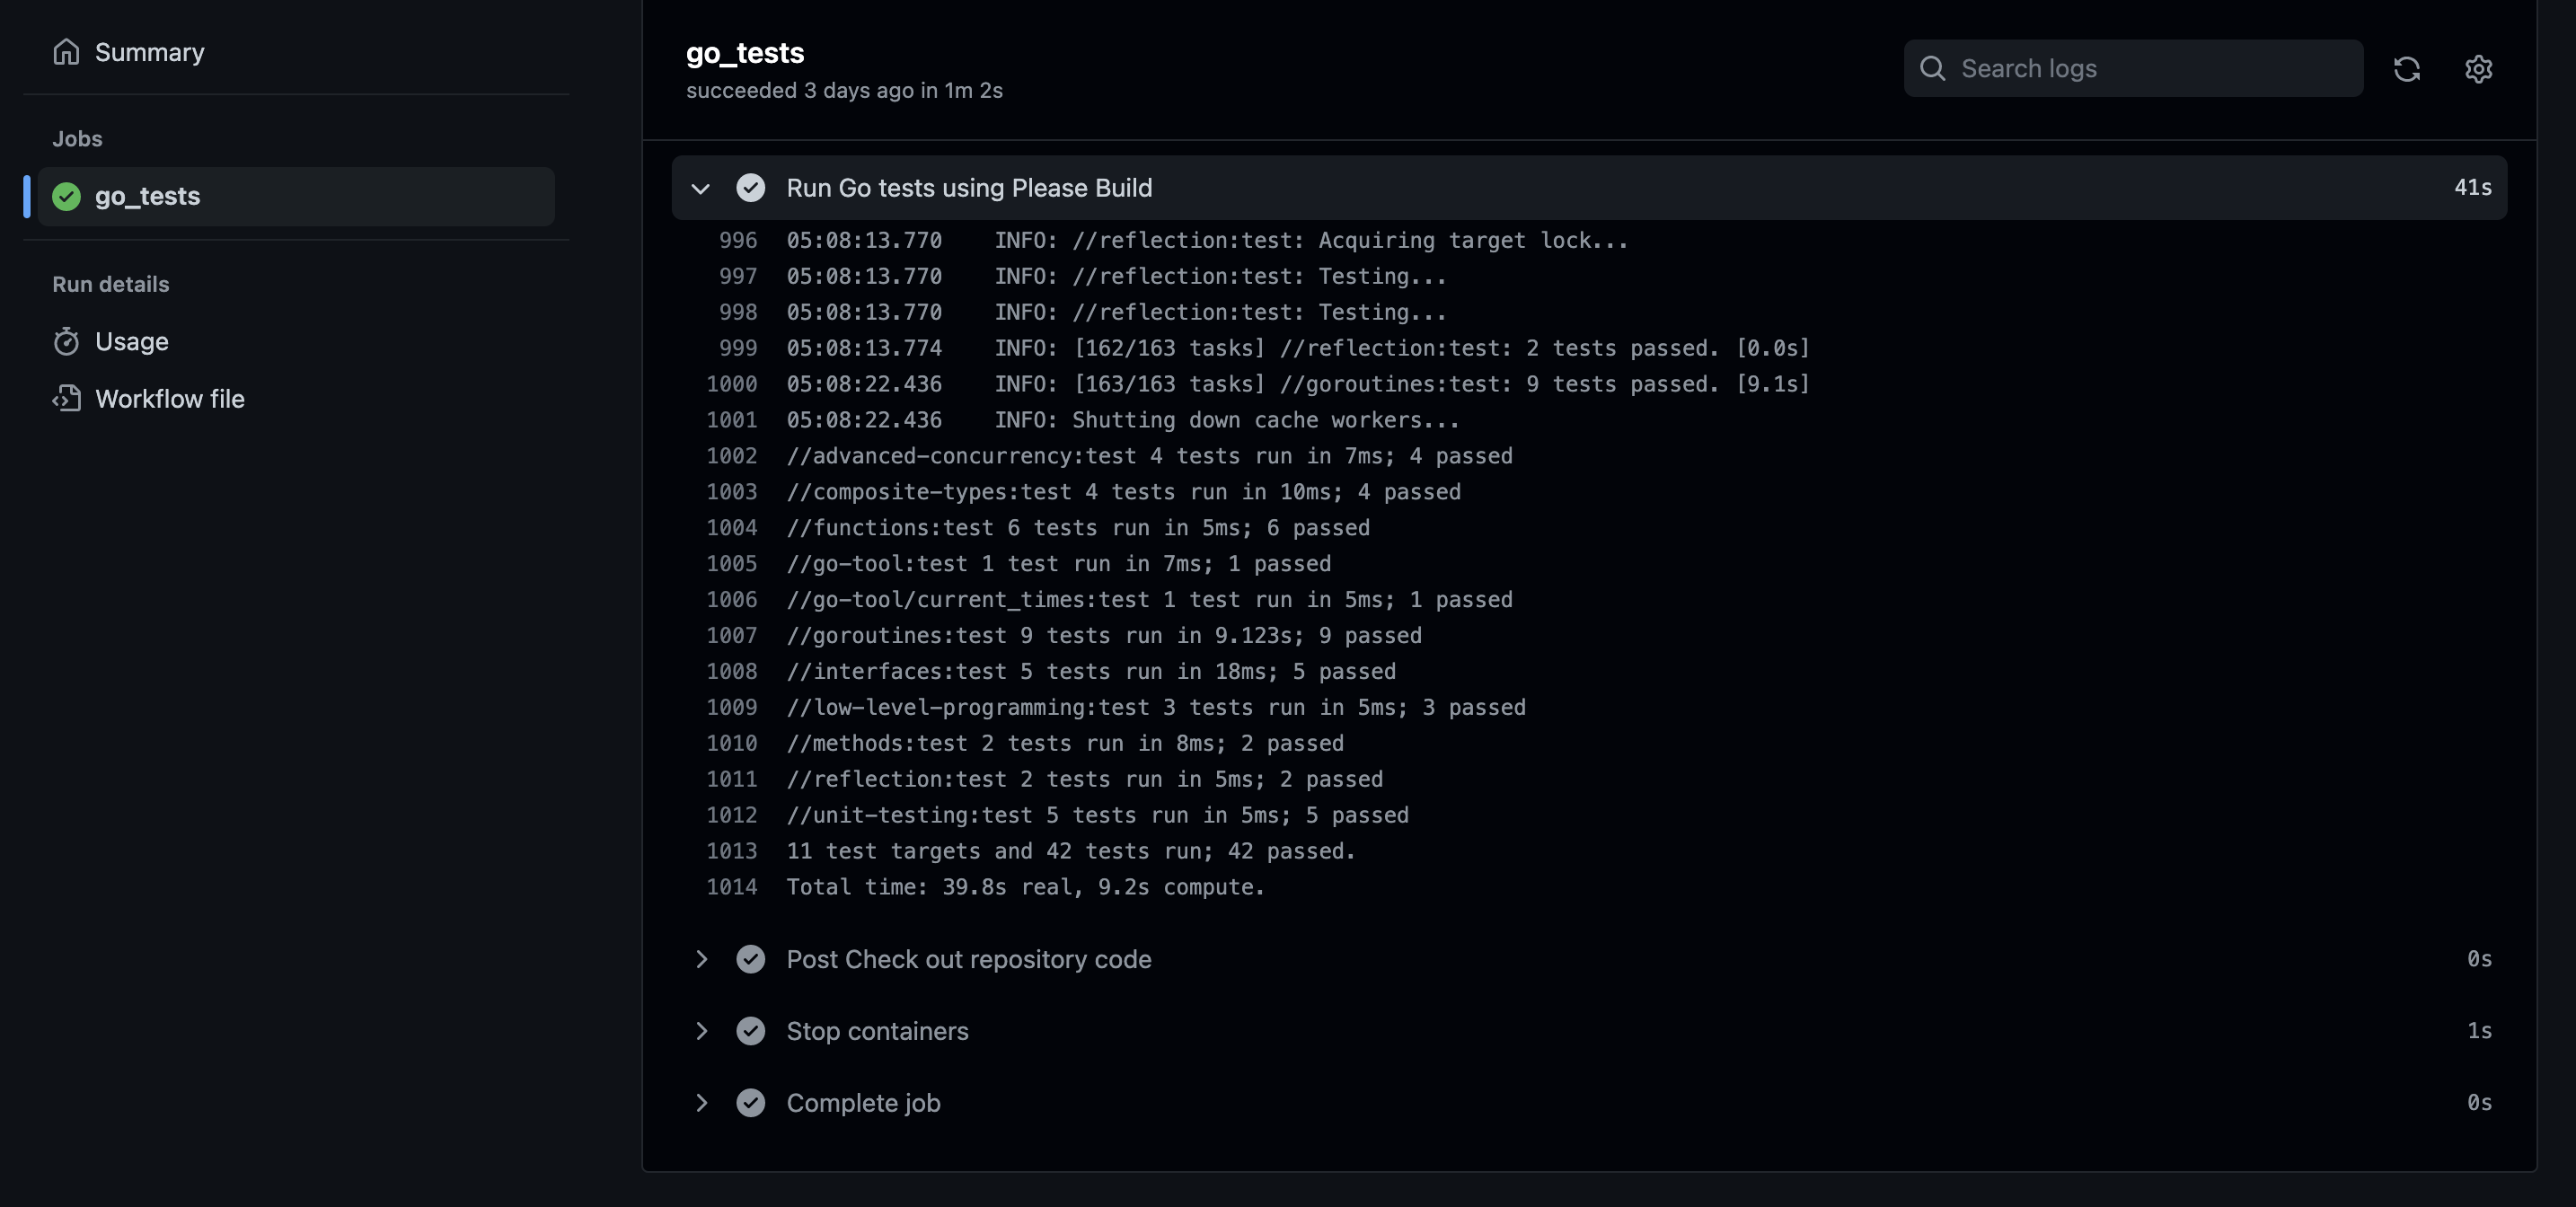 Summary
Jobs
go_tests
Run details
Usage
Workflow file
go_tests
succeeded 3 days ago in 1m 2s
Search logs
Run Go tests using Please Build 41s
996 05:08:13.770 INFO: //reflection:test: Acquiring target lock...
997 05:08:13.770 INFO: //reflection:test: Testing...
998 05:08:13.770 INFO: //reflection:test: Testing...
999 05:08:13.774 INFO: [162/163 tasks] //reflection:test: 2 tests passed. [0.0s]
1000 05:08:22.436 INFO: [163/163 tasks] //goroutines:test: 9 tests passed. [9.1s]
1001 05:08:22.436 INFO: Shutting down cache workers...
1002 //advanced-concurrency:test 4 tests run in 7ms; 4 passed
1003 //composite-types:test 4 tests run in 10ms; 4 passed
1004 //functions:test 6 tests run in 5ms; 6 passed
1005 //go-tool:test 1 test run in 7ms; 1 passed
1006 //go-tool/current_times:test 1 test run in 5ms; 1 passed
1007 //goroutines:test 9 tests run in 9.123s; 9 passed
1008 //interfaces:test 5 tests run in 18ms; 5 passed
1009 //low-level-programming:test 3 tests run in 5ms; 3 passed
1010 //methods:test 2 tests run in 8ms; 2 passed
1011 //reflection:test 2 tests run in 5ms; 2 passed
1012 //unit-testing:test 5 tests run in 5ms; 5 passed
1013 11 test targets and 42 tests run; 42 passed.
1014 Total time: 39.8s real, 9.2s compute.
Post Check out repository code 0s
Stop containers 1s
Complete job 0s